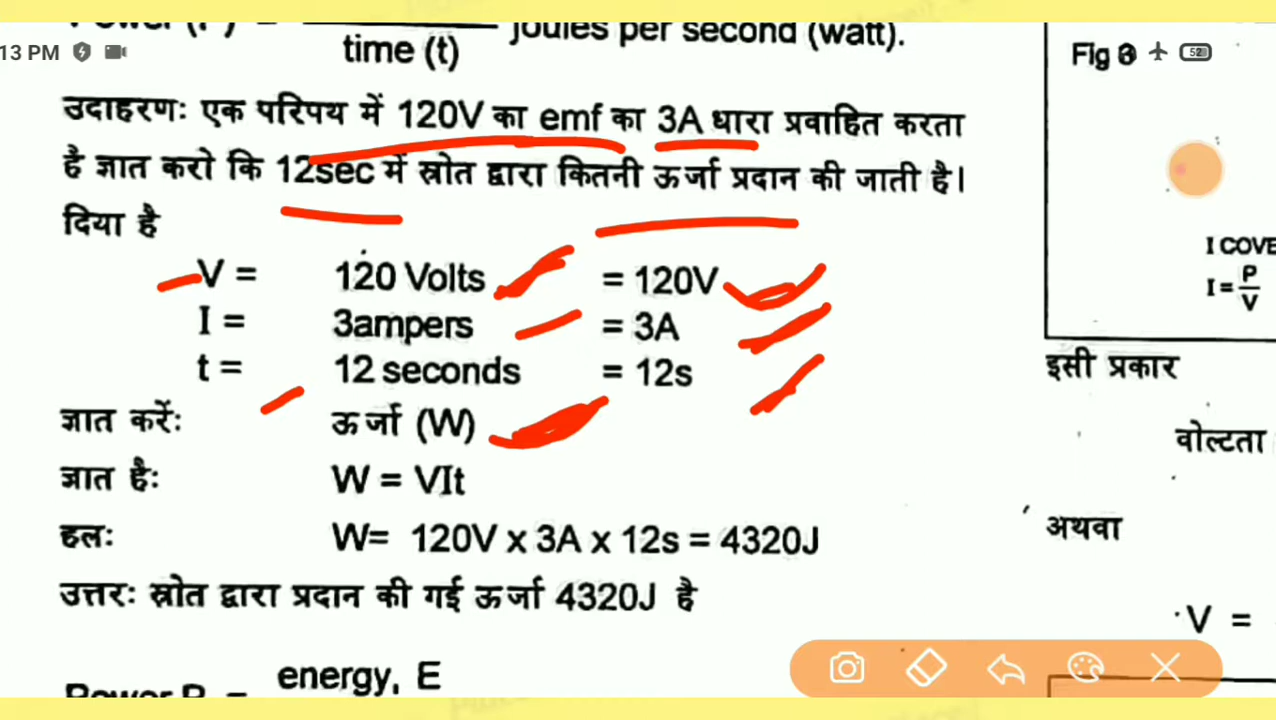 time (t)
joules per second (watt).
13 PM
52
Fig
उदाहरणः एक परिपथ में 120V का emf का 3A धारा प्रवाहित करता
है ज्ञात करो कि 12sec में स्रोत द्वारा कितनी ऊर्जा प्रदान की जाती है।
दिया है
V = 120 Volts = 120V
I = 3ampers = 3A
t = 12 seconds = 12s
ज्ञात करेंः ऊर्जा (W)
ज्ञात हैः W = VIt
हलः W= 120V x 3A x 12s = 4320J
उत्तरः स्रोत द्वारा प्रदान की गई ऊर्जा 4320J है
energy, E
I COVE
I = P
V
इसी प्रकार
वोल्टता
अथवा
V =